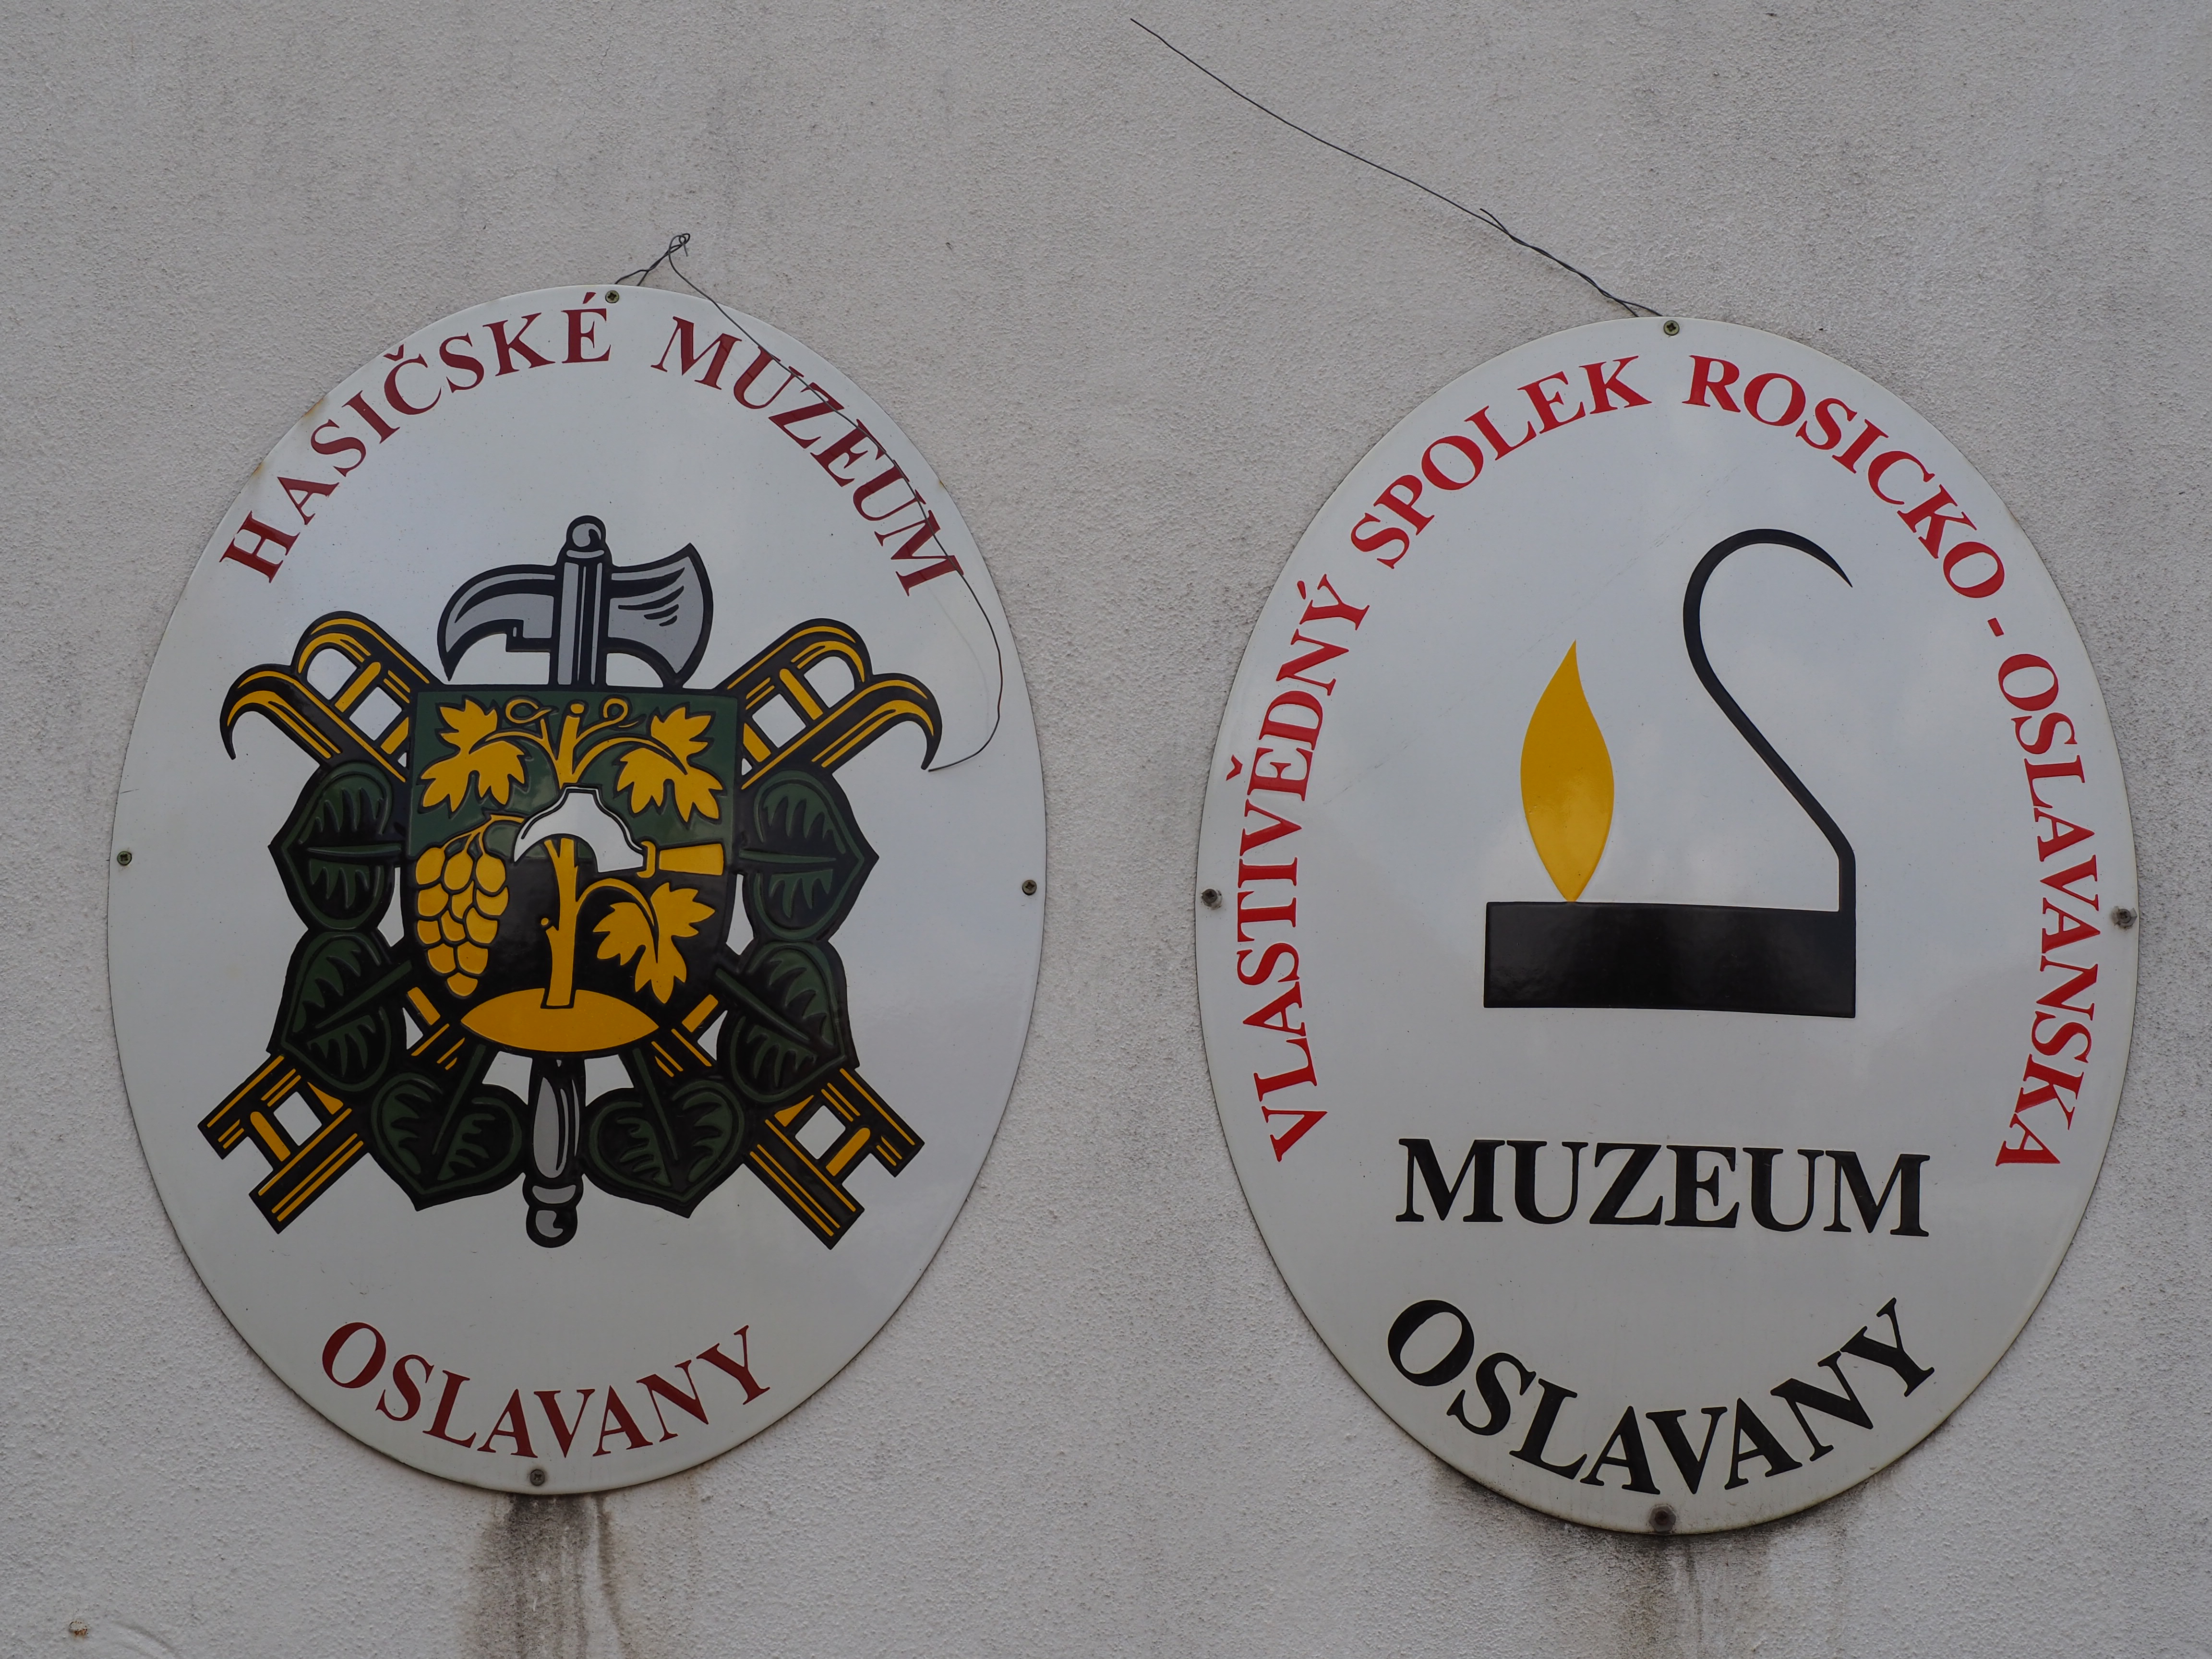 HASIČSKÉ MUZEUM
OSLAVANY
VLASTIVĚDNÝ SPOLEK ROSICKO - OSLAVANSKA
MUZEUM
OSLAVANY